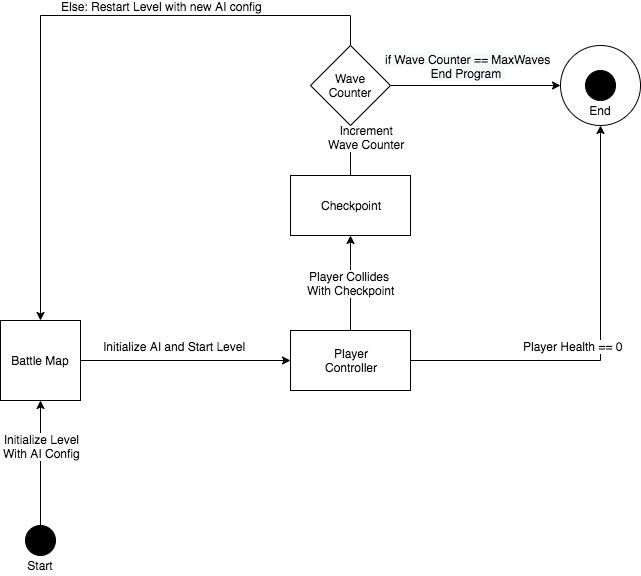 Else: Restart Level with new AI config
if Wave Counter == MaxWaves
End Program
Wave
Counter
End
Increment
Wave Counter
Checkpoint
Player Collides
With Checkpoint
Battle Map
Initialize AI and Start Level
Player
Controller
Player Health == 0
Initialize Level
With AI Config
Start